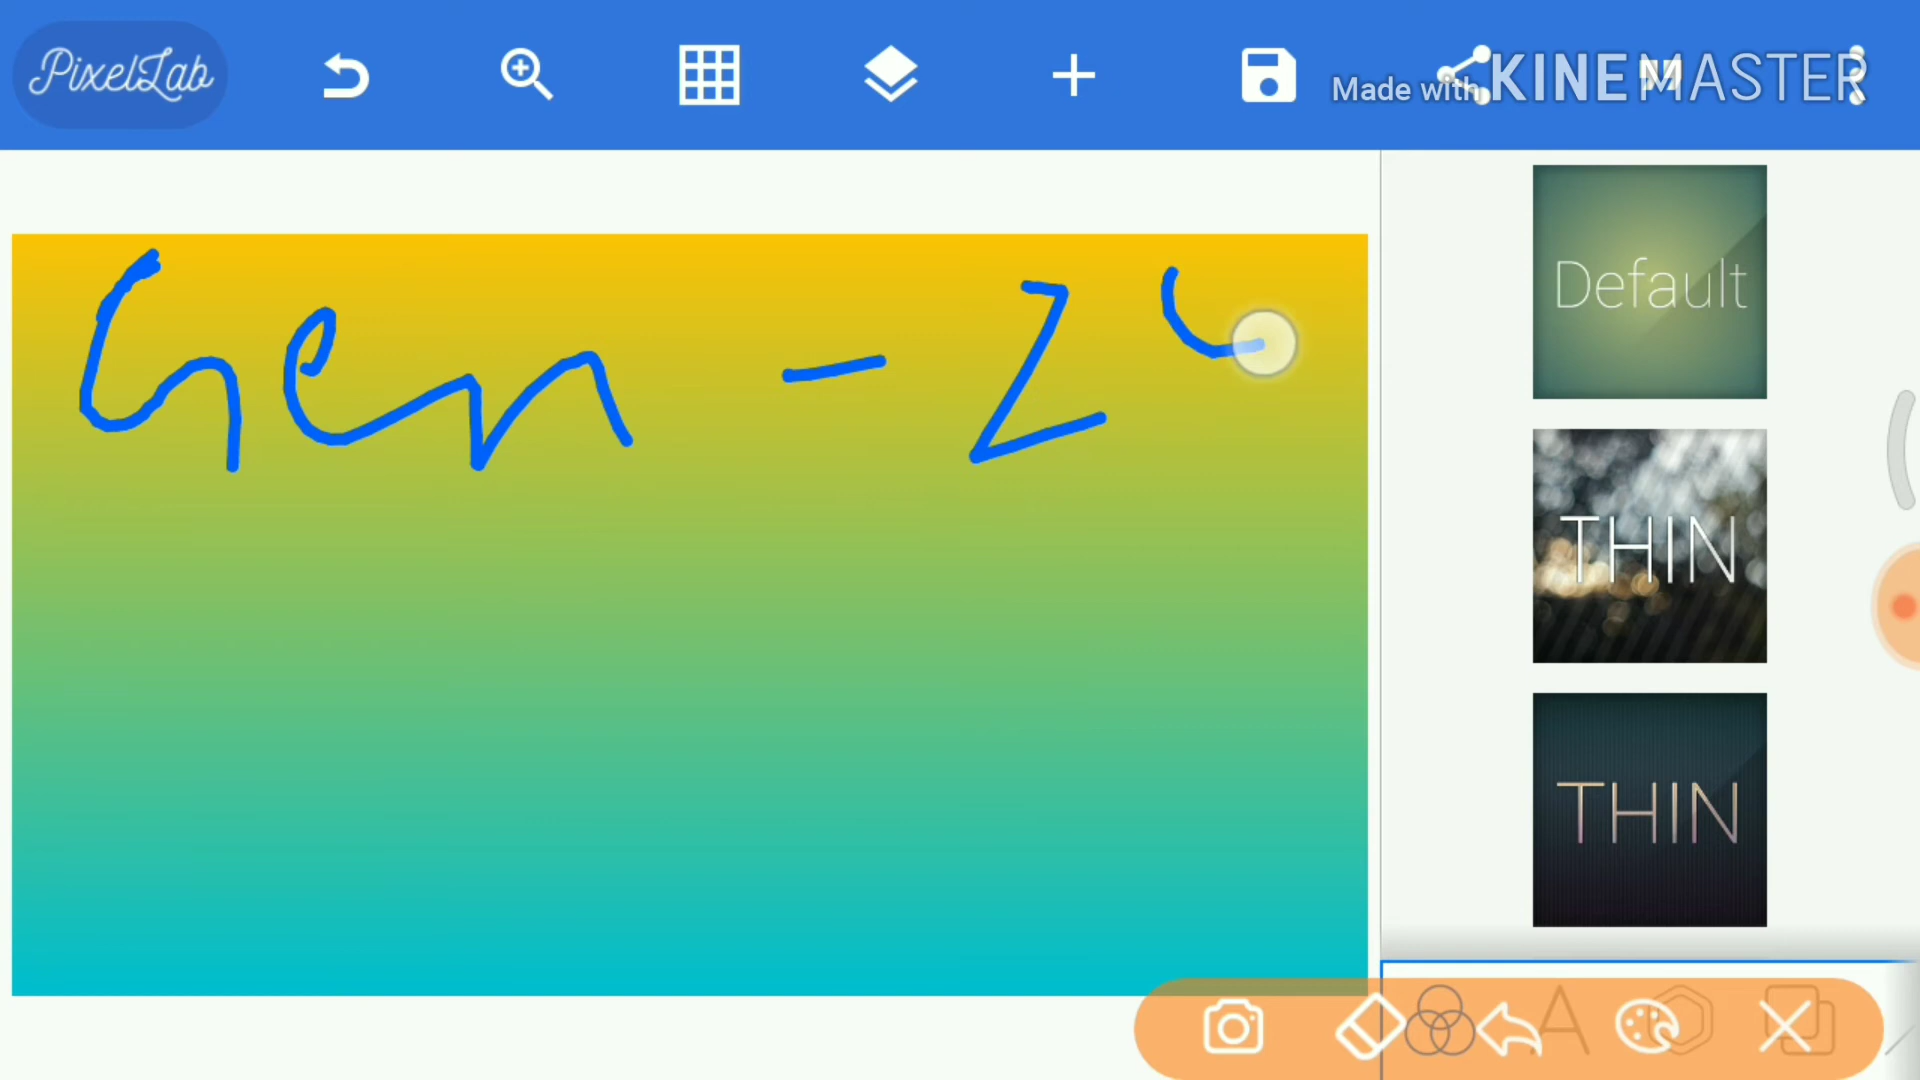 PixelLab
Made with KINEMASTER
Gen - Z
Default
THIN
THIN